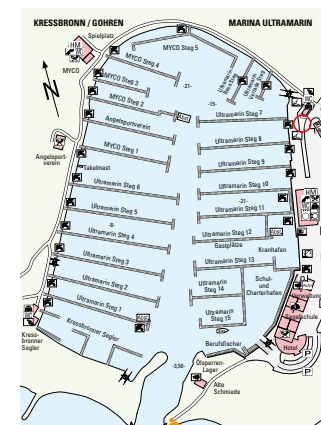 KRESSBRONN / GOHREN
MARINA ULTRAMARIN
Spielplatz
HM
MYCO
MYCO Steg 5
MYCO Steg 4
MYCO Steg 3
MYCO Steg 2
Angelsportverein
MYCO Steg 1
-21-
-15-
Ultramarin Steg 7
Ultramarin Steg 8
Ultramarin Steg 9
Ultramarin Steg 10
-21-
Ultramarin Steg 11
Ultramarin Steg 12
Gastplätze
Kranhafen
Ultramarin Steg 13
Angelsport-
verein
Takelmast
Ultramarin Steg 6
Ultramarin Steg 5
-8-
Ultramarin Steg 4
Ultramarin Steg 3
Ultramarin Steg 2
Ultramarin Steg 1
Kressbronner Segler
Kress-
bronner
Segler
Ultramarin
Steg 14
Ultramarin
Steg 15
Schul-
und
Charterhafen
HM
Verwaltung
Segelschule
Hotel
P
P
Berufsfischer
-3,50-
Ölsperren-
Lager
Alte
Schmiede
N